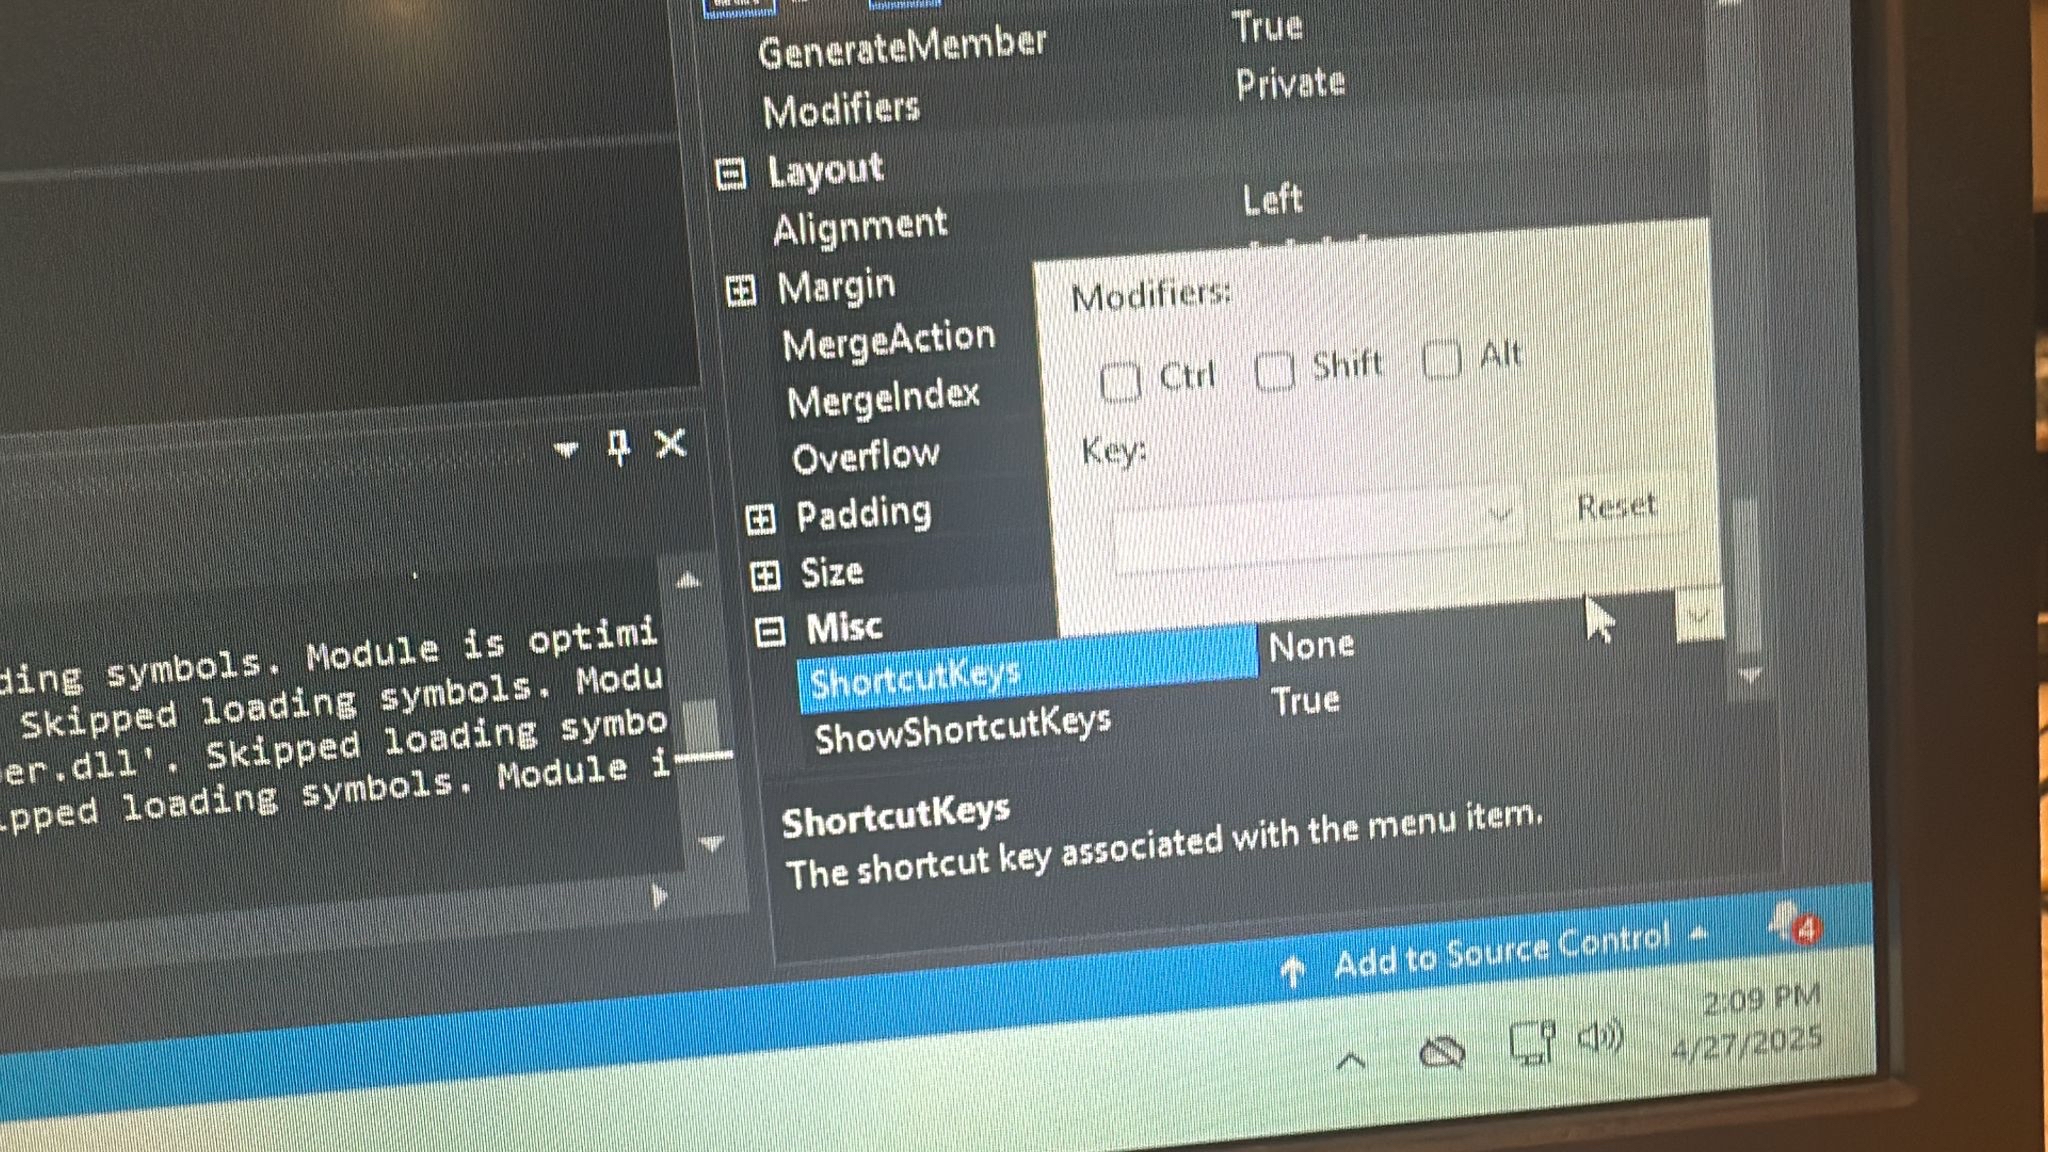 GenerateMember True
Modifiers Private
Layout
Alignment Left
Margin
MergeAction
MergeIndex
Overflow
Padding
Size
Misc
ShortcutKeys None
ShowShortcutKeys True
Modifiers:
Ctrl Shift Alt
Key:
Reset
ShortcutKeys
The shortcut key associated with the menu item.
ding symbols. Module is optimi
Skipped loading symbols. Modu
er.dll'. Skipped loading symbo
ipped loading symbols. Module i
Add to Source Control
4
2:09 PM
4/27/2025